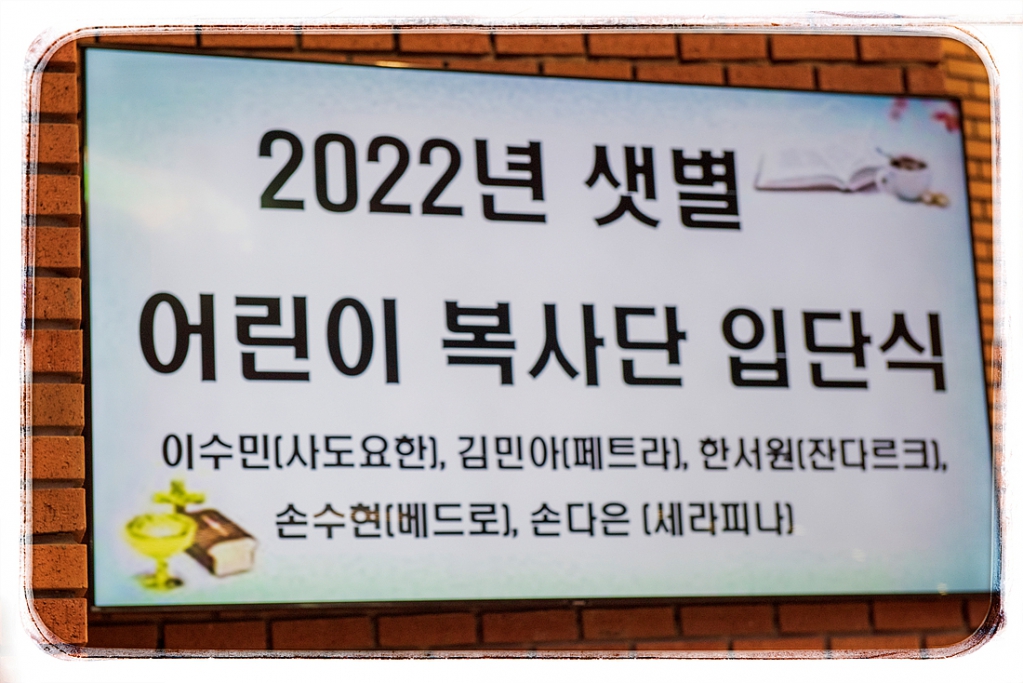 2022년 샛별
어린이 복사단 입단식
이수민(사도요한), 김민아(페트라), 한서원(잔다르크),
손수현(베드로), 손다은 (세라피나)